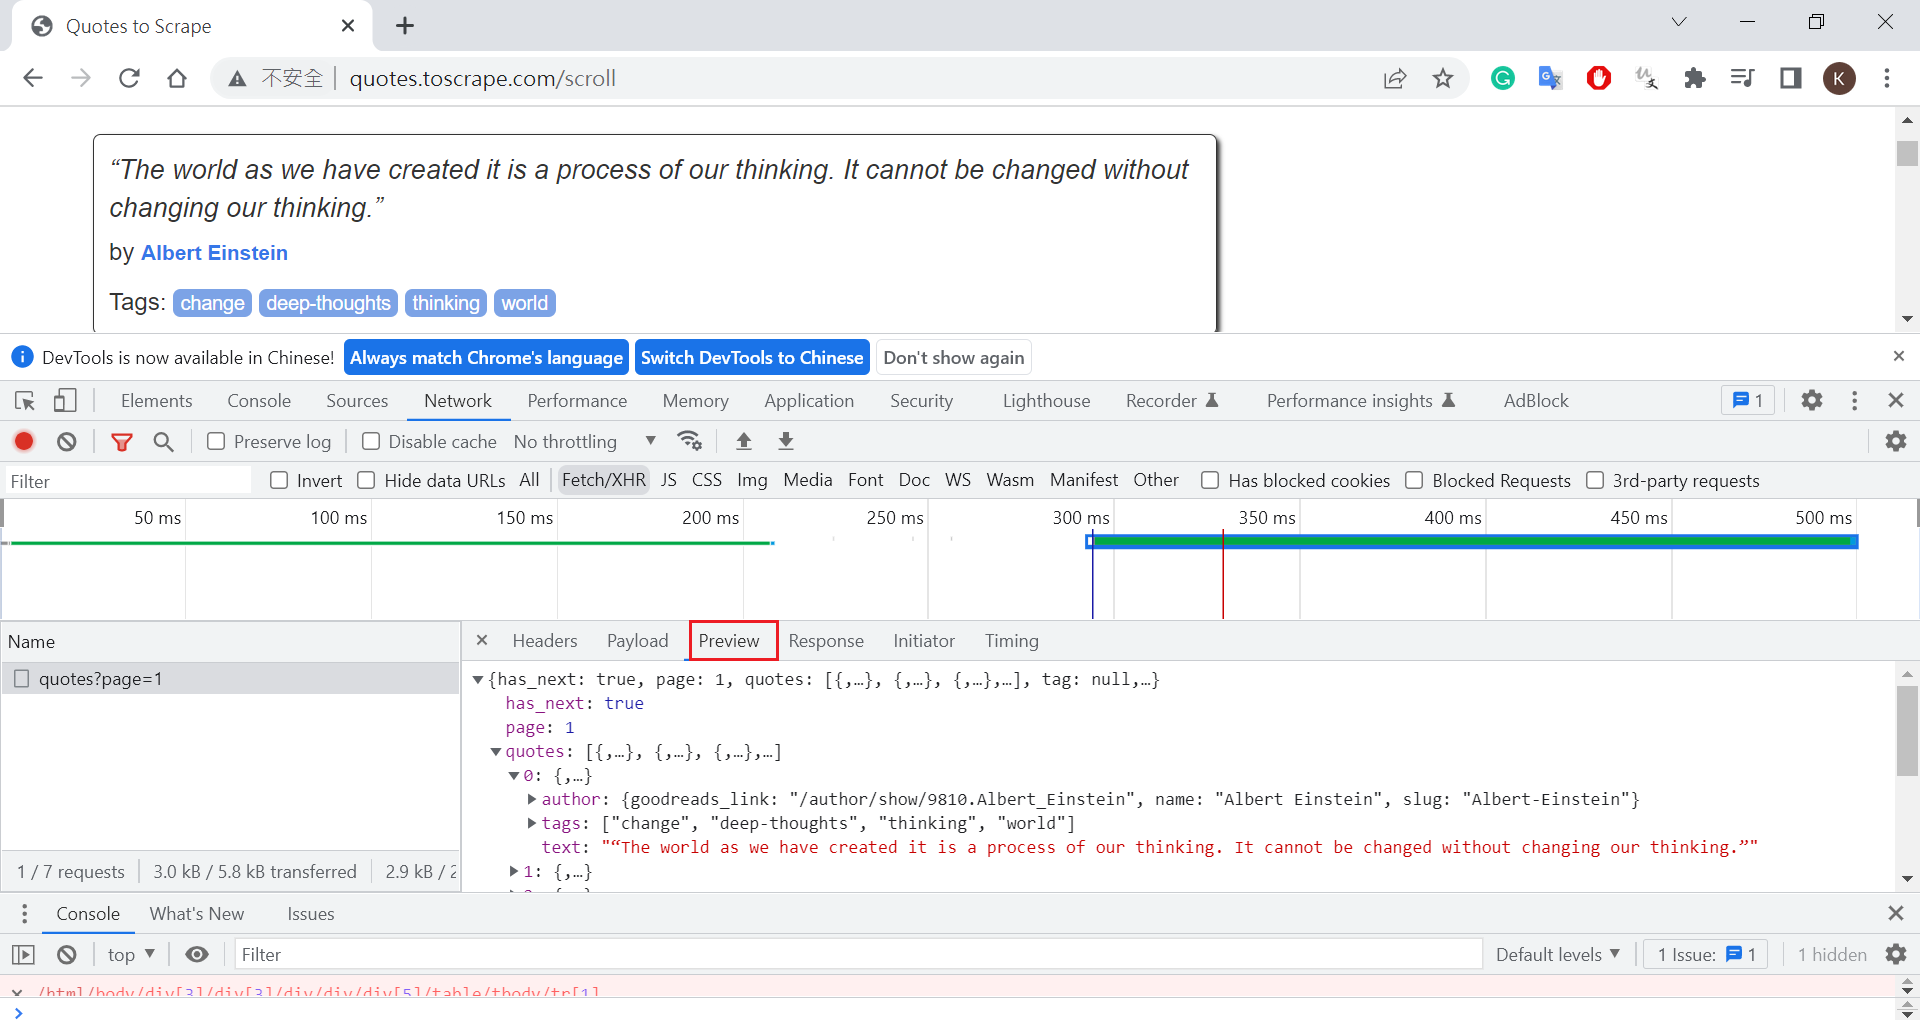 Quotes to Scrape
不安全 quotes.toscrape.com/scroll
K
“The world as we have created it is a process of our thinking. It cannot be changed without
changing our thinking.”
by Albert Einstein
Tags: change deep-thoughts thinking world
DevTools is now available in Chinese! Always match Chrome's language Switch DevTools to Chinese Don't show again
Elements Console Sources Network Performance Memory Application Security Lighthouse Recorder Performance insights AdBlock 1
Preserve log Disable cache No throttling
Filter Invert Hide data URLs All Fetch/XHR JS CSS Img Media Font Doc WS Wasm Manifest Other Has blocked cookies Blocked Requests 3rd-party requests
50 ms 100 ms 150 ms 200 ms 250 ms 300 ms 350 ms 400 ms 450 ms 500 ms
Name Headers Payload Preview Response Initiator Timing
quotes?page=1
{has_next: true, page: 1, quotes: [{,…}, {,…}, {,…},…], tag: null,…}
has_next: true
page: 1
quotes: [{,…}, {,…}, {,…},…]
0: {,…}
author: {goodreads_link: "/author/show/9810.Albert_Einstein", name: "Albert Einstein", slug: "Albert-Einstein"}
tags: ["change", "deep-thoughts", "thinking", "world"]
text: "“The world as we have created it is a process of our thinking. It cannot be changed without changing our thinking.”"
1: {,…}
1 / 7 requests 3.0 kB / 5.8 kB transferred 2.9 kB / 2
Console What's New Issues
top Filter Default levels 1 Issue: 1 1 hidden
/html/body/div[3]/div[3]/div/div/div[5]/table/tbody/tr[1]